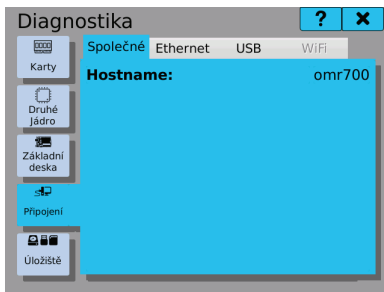 Diagnostika
? X
Společné Ethernet USB WiFi
Karty
Hostname: omr700
Druhé
Jádro
Základní
deska
Připojení
Úložiště